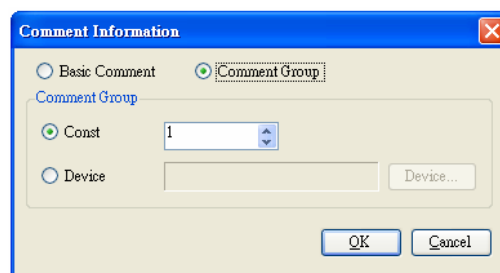 Comment Information
Basic Comment Comment Group
Comment Group
Const 1
Device Device...
OK Cancel